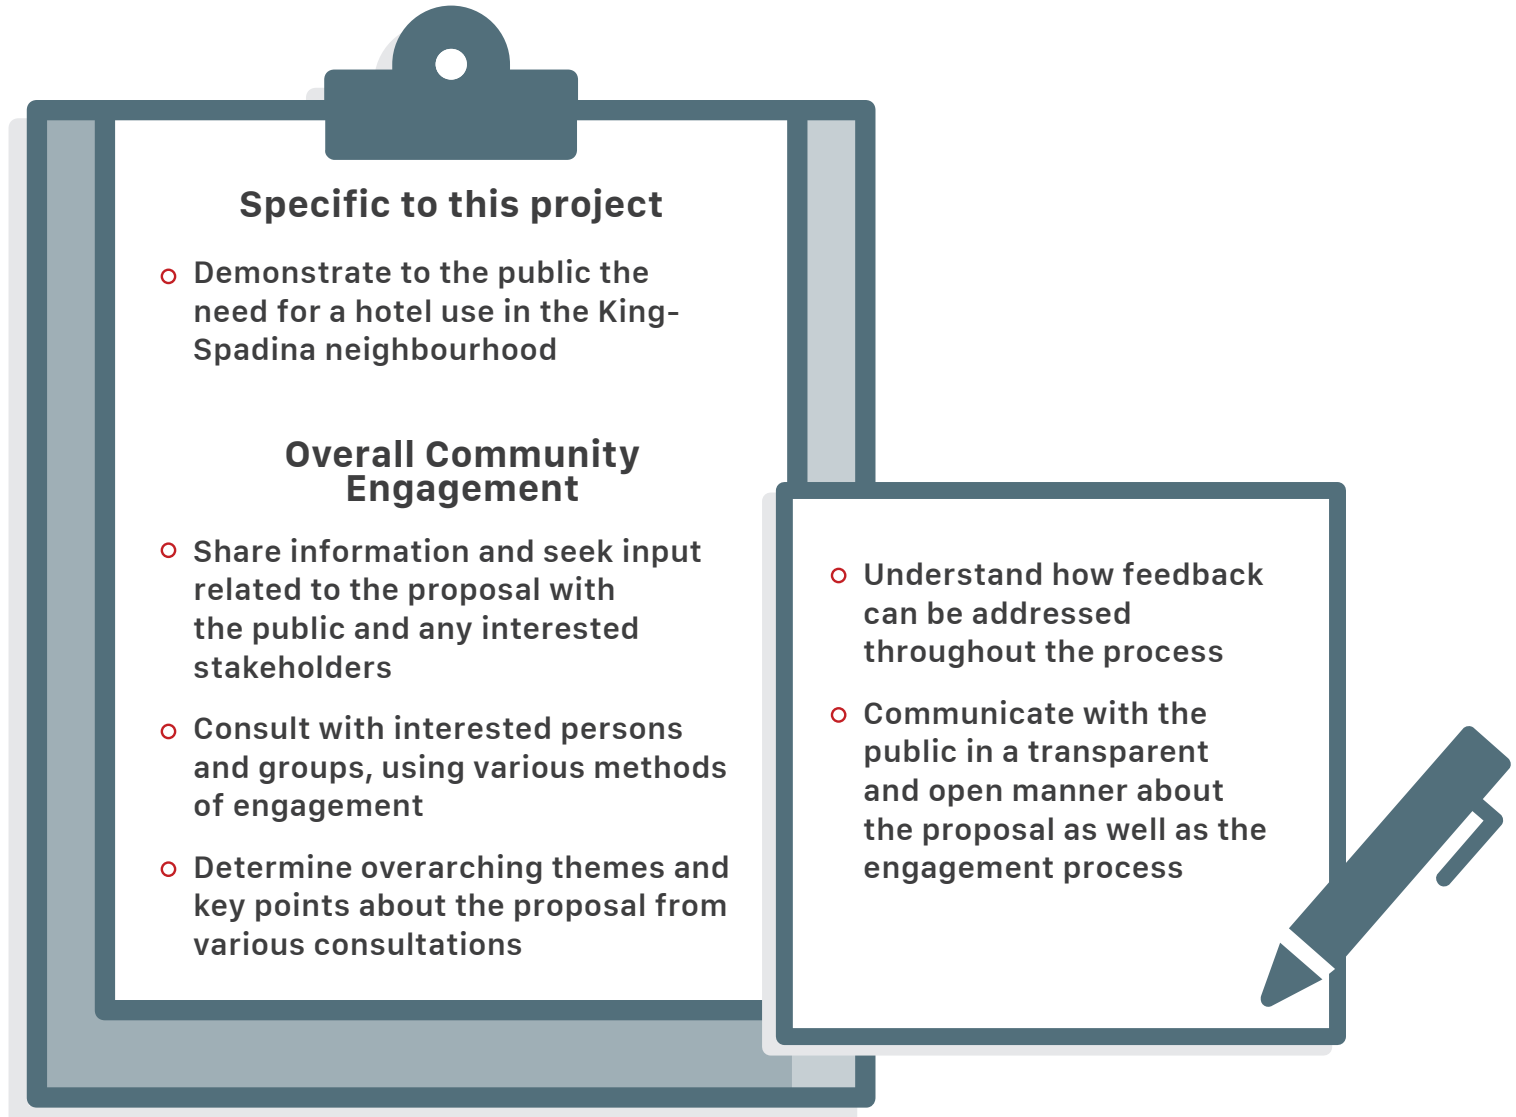 Specific to this project
Demonstrate to the public the
need for a hotel use in the King-
Spadina neighbourhood
Overall Community
Engagement
Share information and seek input
related to the proposal with
the public and any interested
stakeholders
Consult with interested persons
and groups, using various methods
of engagement
Determine overarching themes and
key points about the proposal from
various consultations
Understand how feedback
can be addressed
throughout the process
Communicate with the
public in a transparent
and open manner about
the proposal as well as the
engagement process